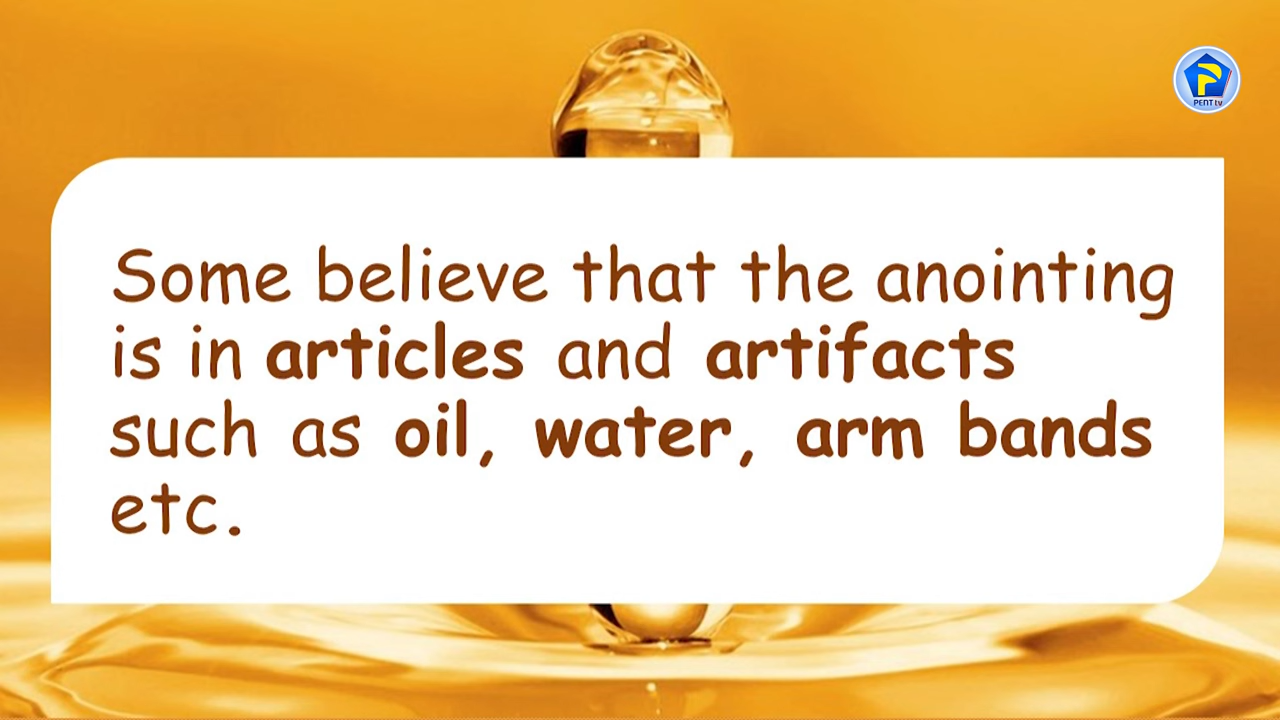 PENT tv
Some believe that the anointing
is in articles and artifacts
such as oil, water, arm bands
etc.